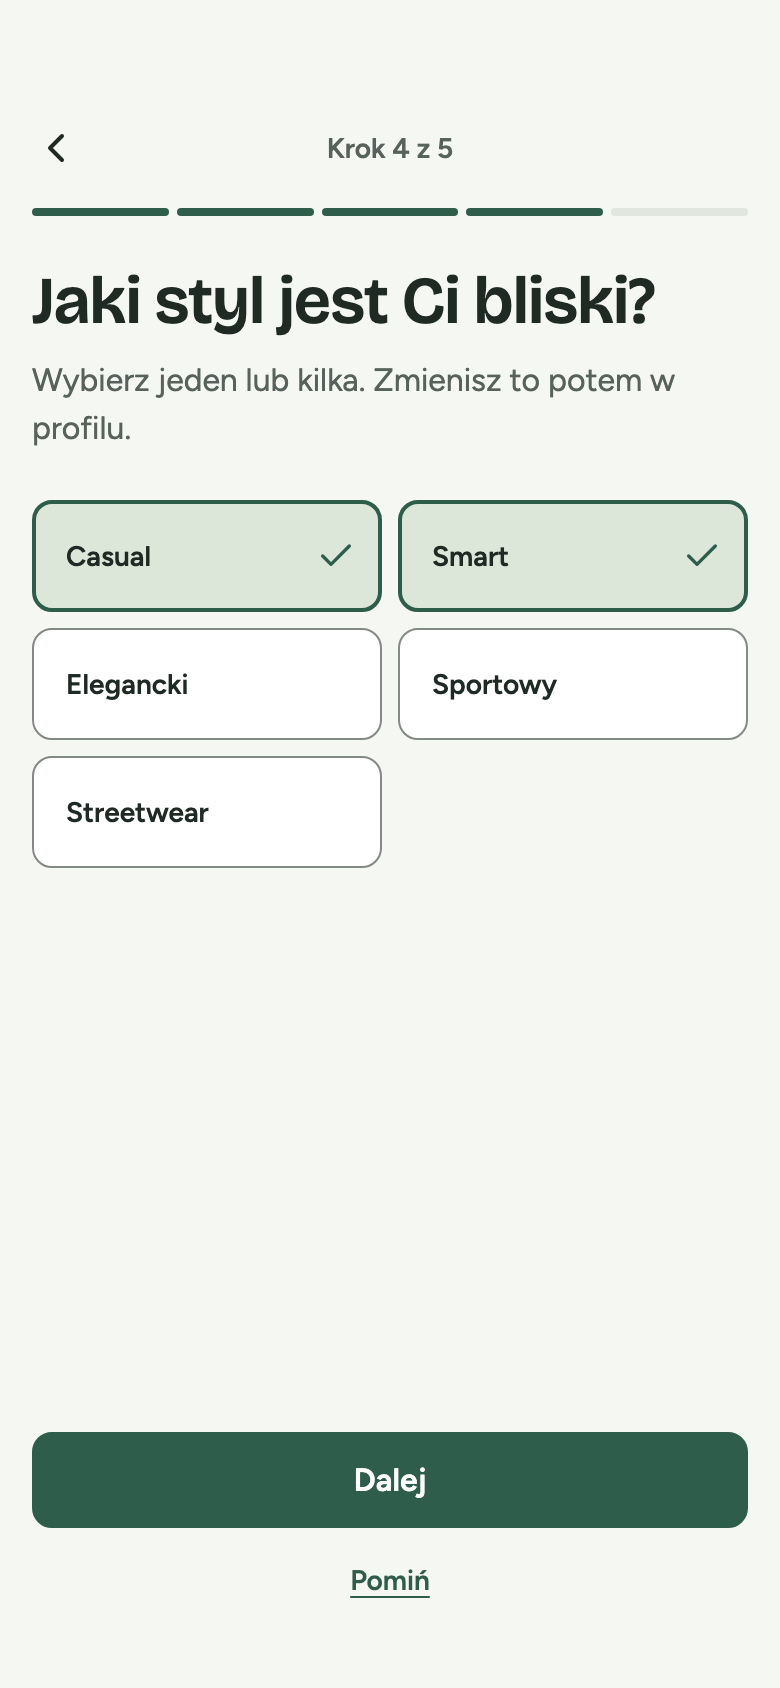 Krok 4 z 5
Jaki styl jest Ci bliski?
Wybierz jeden lub kilka. Zmienisz to potem w
profilu.
Casual
Smart
Elegancki
Sportowy
Streetwear
Dalej
Pomiń